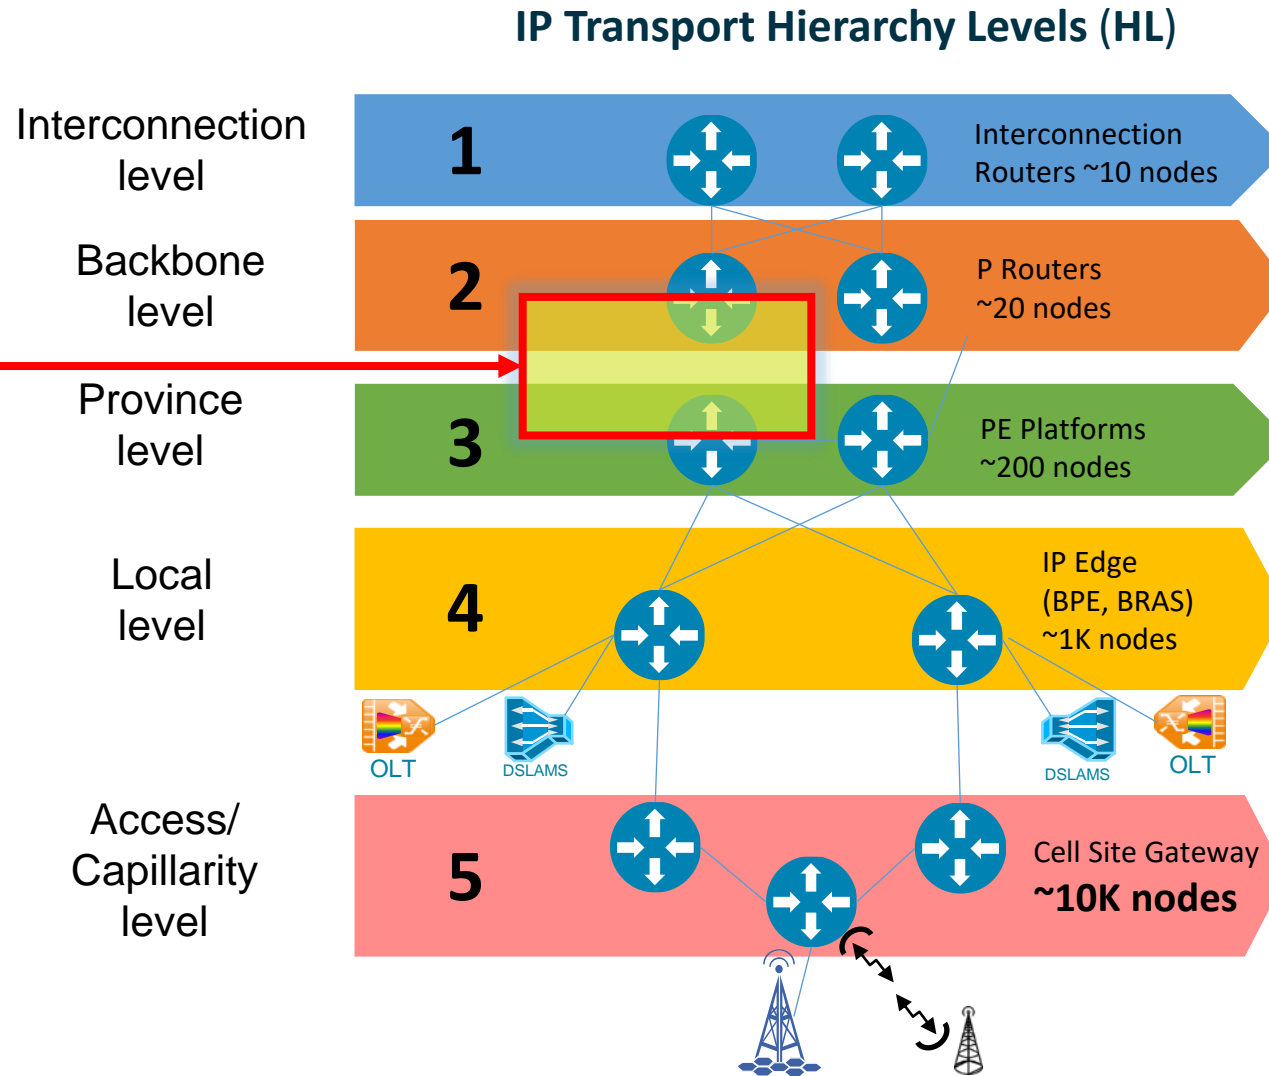 IP Transport Hierarchy Levels (HL)
Interconnection
level
1
Interconnection
Routers ~10 nodes
Backbone
level
2
P Routers
~20 nodes
Province
level
3
PE Platforms
~200 nodes
Local
level
4
IP Edge
(BPE, BRAS)
~1K nodes
OLT
DSLAMS
DSLAMS
OLT
Access/
Capillarity
level
5
Cell Site Gateway
~10K nodes